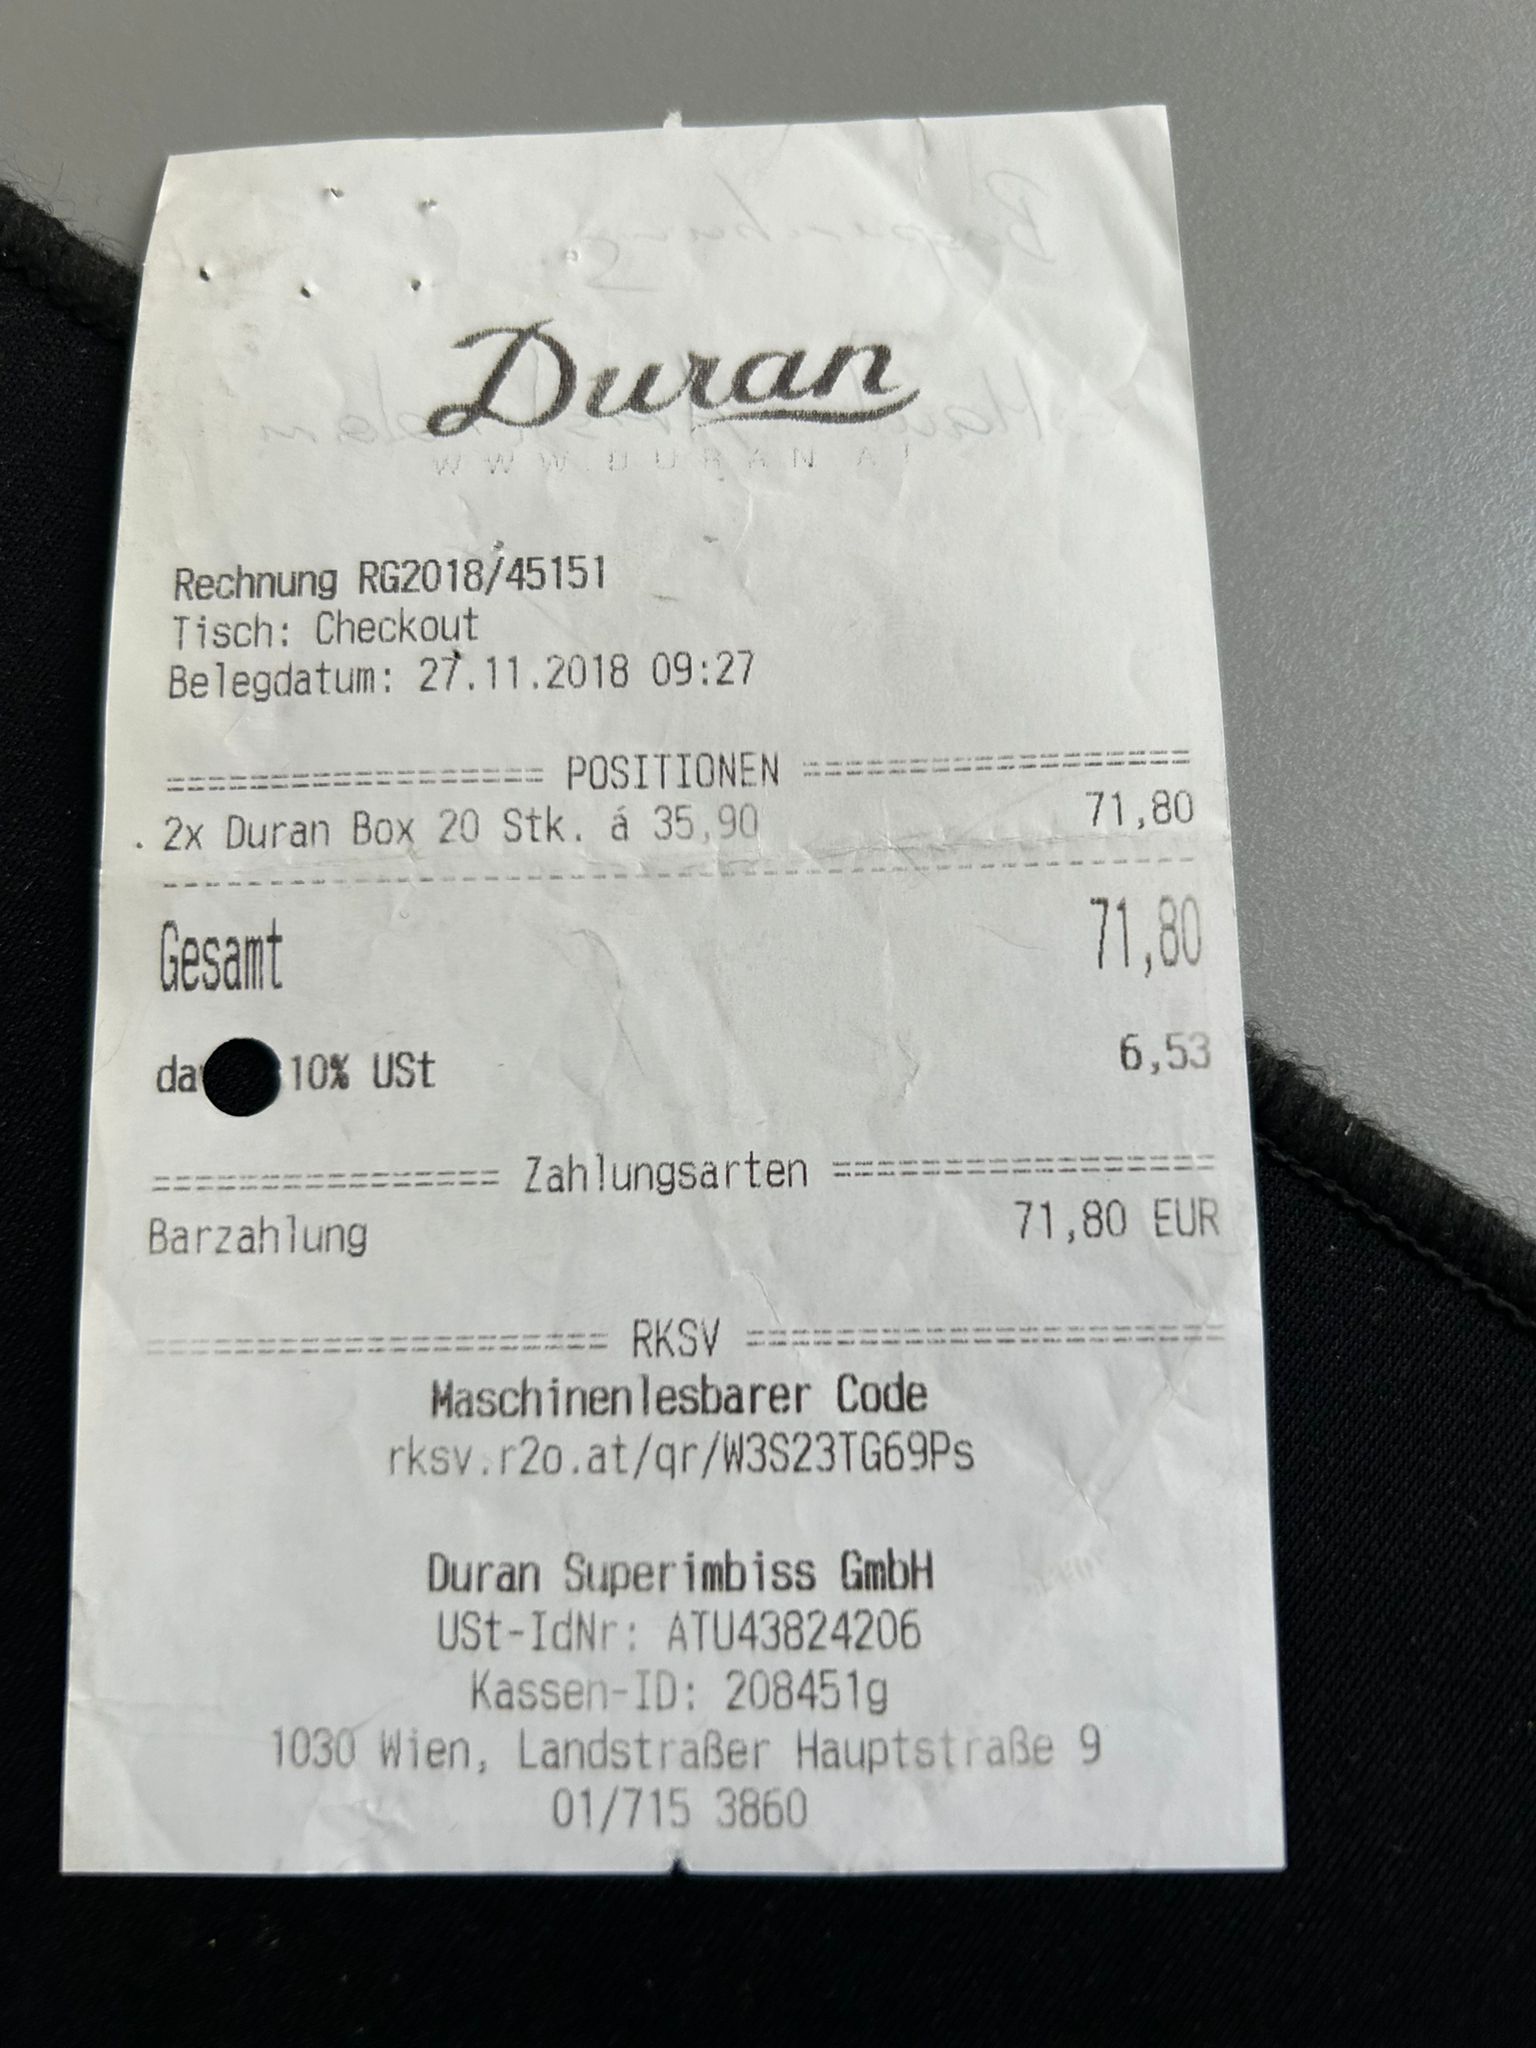 Duran
WWW.DURAN.AT
Rechnung RG2018/45151
Tisch: Checkout
Belegdatum: 27.11.2018 09:27
==================== POSITIONEN ====================
2x Duran Box 20 Stk. á 35,90 71,80
Gesamt 71,80
da 10% USt 6,53
================== Zahlungsarten ==================
Barzahlung 71,80 EUR
======================== RKSV ========================
Maschinenlesbarer Code
rksv.r2o.at/qr/W3S23TG69Ps
Duran Superimbiss GmbH
USt-IdNr: ATU43824206
Kassen-ID: 208451g
1030 Wien, Landstraßer Hauptstraße 9
01/715 3860